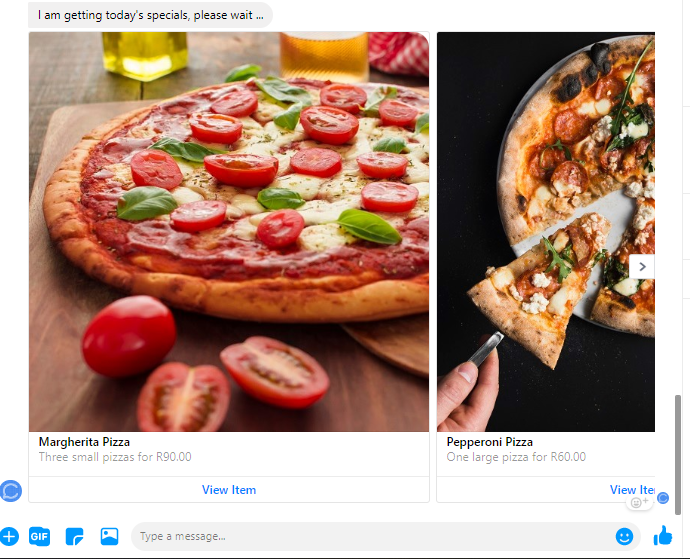 I am getting today's specials, please wait ...
Margherita Pizza
Three small pizzas for R90.00
View Item
Pepperoni Pizza
One large pizza for R60.00
View Iter
GIF
Type a message...